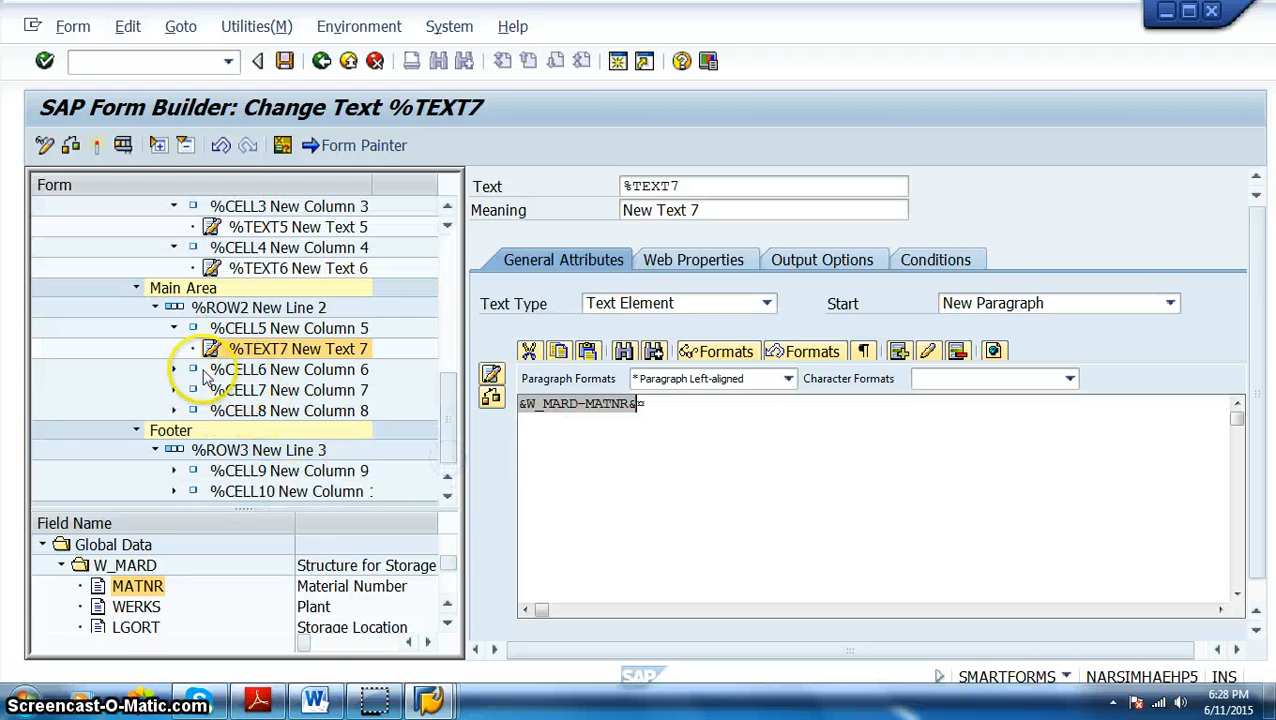 Form Edit Goto Utilities(M) Environment System Help
SAP Form Builder: Change Text %TEXT7
Form Painter
Form
%CELL3 New Column 3
%TEXT5 New Text 5
%CELL4 New Column 4
%TEXT6 New Text 6
Main Area
%ROW2 New Line 2
%CELL5 New Column 5
%TEXT7 New Text 7
%CELL6 New Column 6
%CELL7 New Column 7
%CELL8 New Column 8
Footer
%ROW3 New Line 3
%CELL9 New Column 9
%CELL10 New Column 1
Field Name
Global Data
W_MARD Structure for Storage
MATNR Material Number
WERKS Plant
LGORT Storage Location
Text %TEXT7
Meaning New Text 7
General Attributes Web Properties Output Options Conditions
Text Type Text Element Start New Paragraph
Formats Formats
Paragraph Formats * Paragraph Left-aligned Character Formats
&W_MARD-MATNR&¤
SAP SMARTFORMS NARSIMHAEHP5 INS
Screencast-O-Matic.com
6:28 PM
6/11/2015